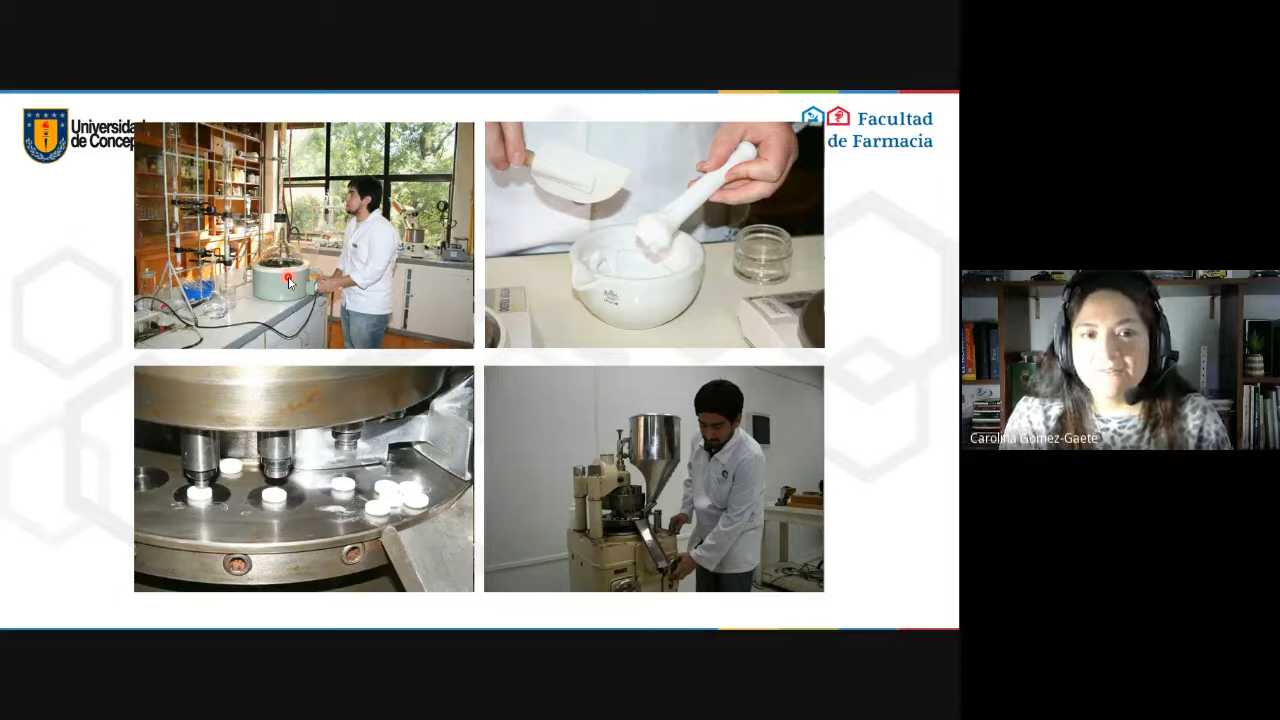 Universidad
de Concep
Facultad
de Farmacia
Carolina Gómez-Gaete